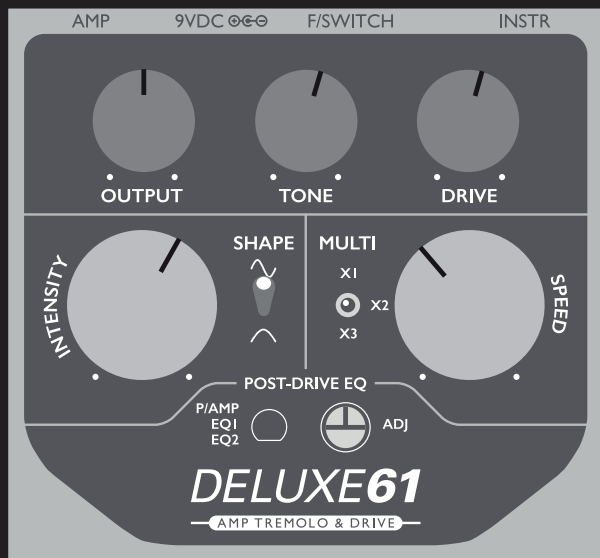 AMP 9VDC F/SWITCH INSTR
OUTPUT TONE DRIVE
INTENSITY
SHAPE
MULTI
X1
X2
X3
SPEED
POST-DRIVE EQ
P/AMP
EQ1
EQ2
ADJ
DELUXE61
AMP TREMOLO & DRIVE